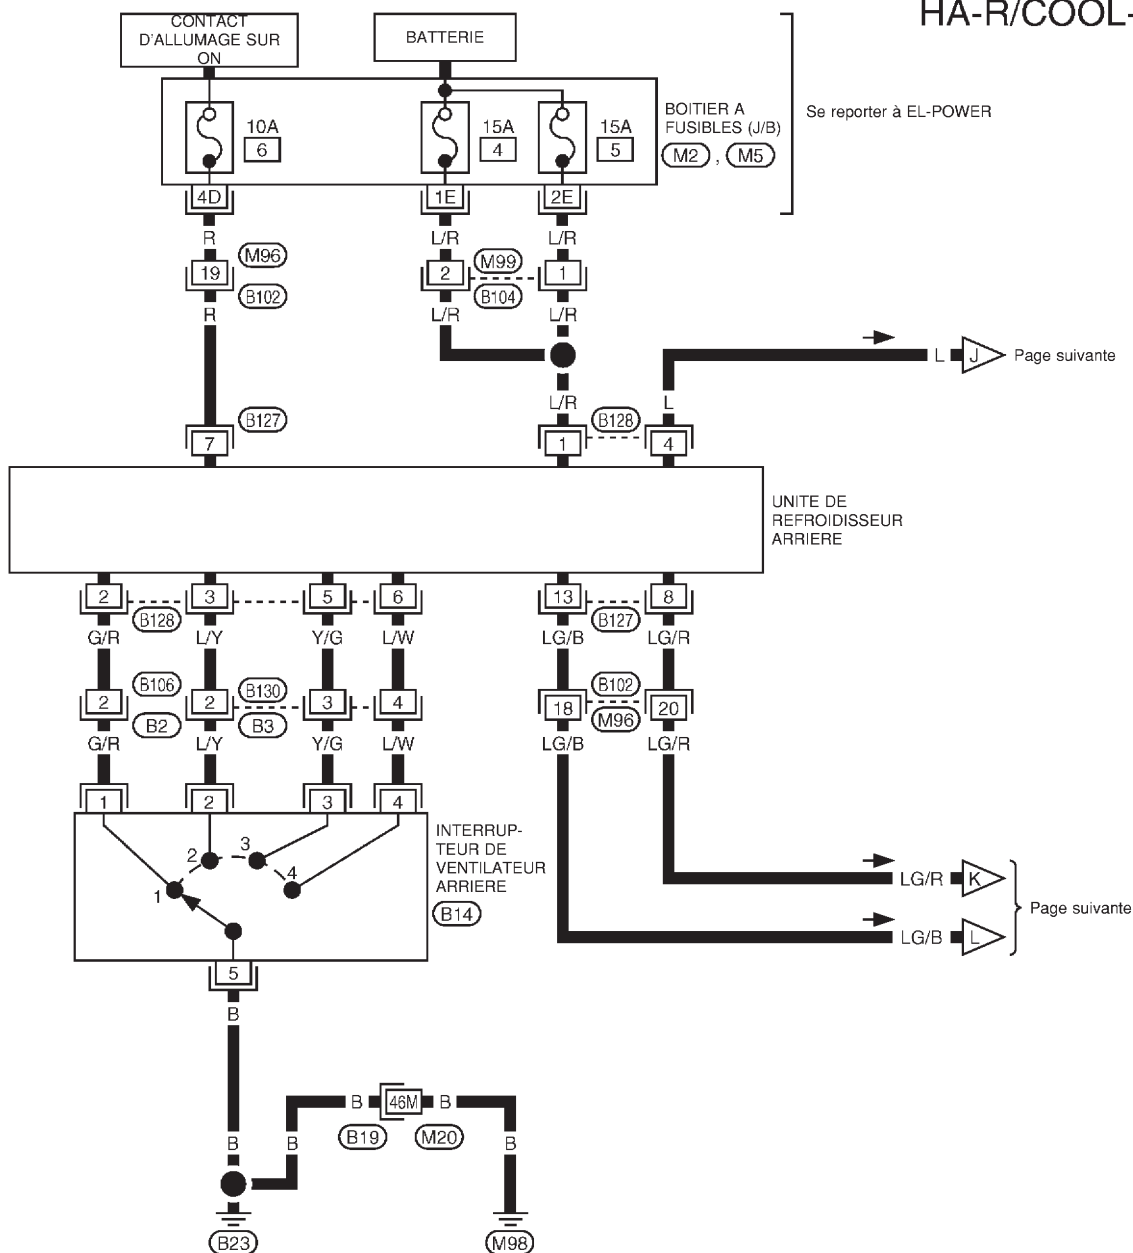 HA-R/COOL-
CONTACT
D'ALLUMAGE SUR
ON
BATTERIE
10A
6
15A
4
15A
5
BOITIER A
FUSIBLES (J/B)
M2 , M5
Se reporter à EL-POWER
4D
1E
2E
R
L/R
L/R
19
M96
B102
2
M99
B104
1
R
L/R
L/R
L
J
Page suivante
L/R
L
7
B127
1
B128
4
UNITE DE
REFROIDISSEUR
ARRIERE
2
B128
3
5
6
13
B127
8
G/R
L/Y
Y/G
L/W
LG/B
LG/R
2
B106
B2
2
B130
B3
3
4
18
B102
M96
20
G/R
L/Y
Y/G
L/W
LG/B
LG/R
1
2
3
4
1
2
3
4
INTERRUP-
TEUR DE
VENTILATEUR
ARRIERE
B14
LG/R
K
LG/B
L
Page suivante
5
B
B
46M
B
B19
M20
B
B
B
B23
M98